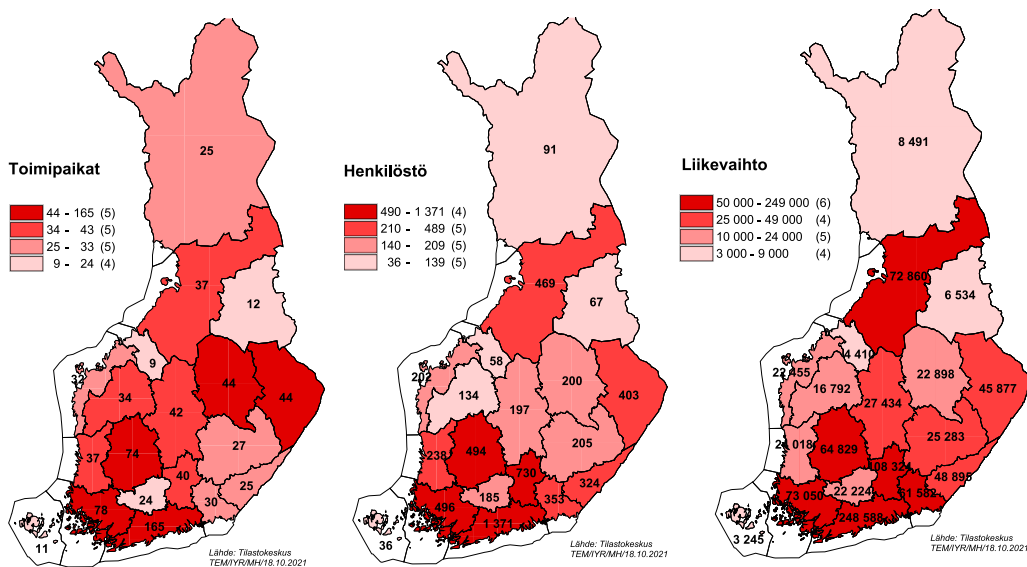 Toimipaikat
44 - 165 (5)
34 - 43 (5)
25 - 33 (5)
9 - 24 (4)
25
37
12
9
32
44
44
34
42
27
37
74
40
25
24
30
78
165
11
Lähde: Tilastokeskus
TEM/IYR/MH/18.10.2021
Henkilöstö
490 - 1 371 (4)
210 - 489 (5)
140 - 209 (5)
36 - 139 (5)
91
469
67
58
202
200
134
403
197
205
238
494
730
324
185
353
496
1 371
36
Lähde: Tilastokeskus
TEM/IYR/MH/18.10.2021
Liikevaihto
50 000 - 249 000 (6)
25 000 - 49 000 (4)
10 000 - 24 000 (5)
3 000 - 9 000 (4)
8 491
72 860
6 534
4 410
22 455
22 898
16 792
45 877
27 434
25 283
018
64 829
108 324
48 895
22 224
61 582
73 050
248 588
3 245
Lähde: Tilastokeskus
TEM/IYR/MH/18.10.2021